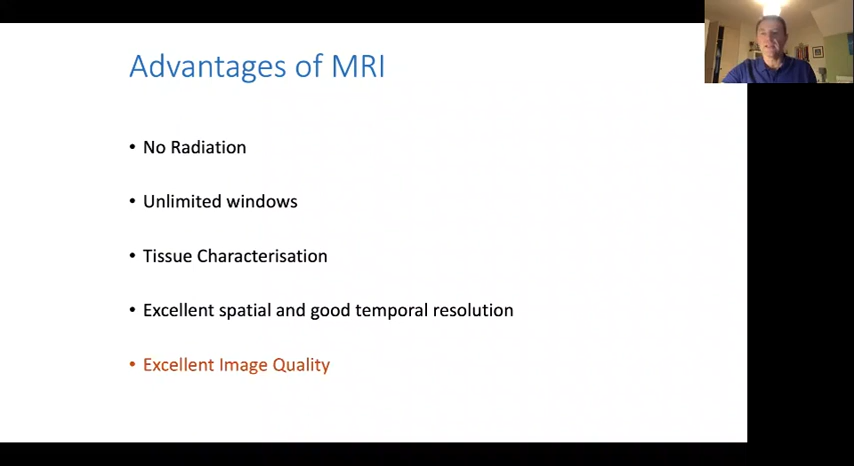 Advantages of MRI
• No Radiation
• Unlimited windows
• Tissue Characterisation
• Excellent spatial and good temporal resolution
• Excellent Image Quality